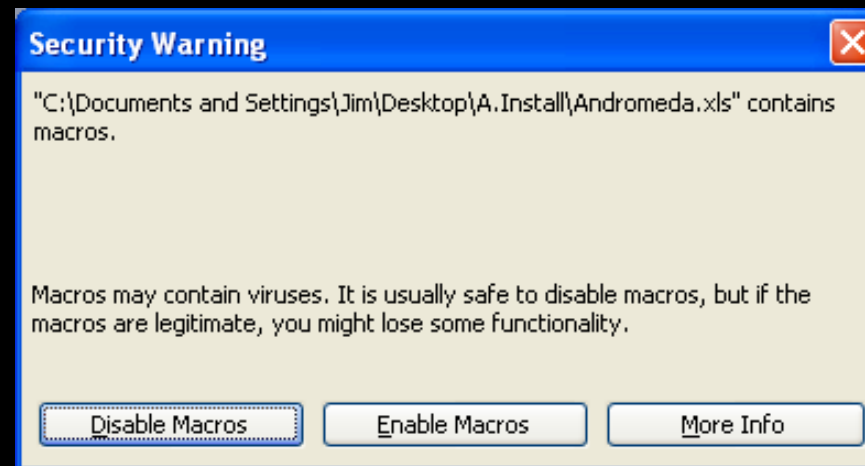 Security Warning
"C:\Documents and Settings\Jim\Desktop\A.Install\Andromeda.xls" contains
macros.
Macros may contain viruses. It is usually safe to disable macros, but if the
macros are legitimate, you might lose some functionality.
Disable Macros
Enable Macros
More Info